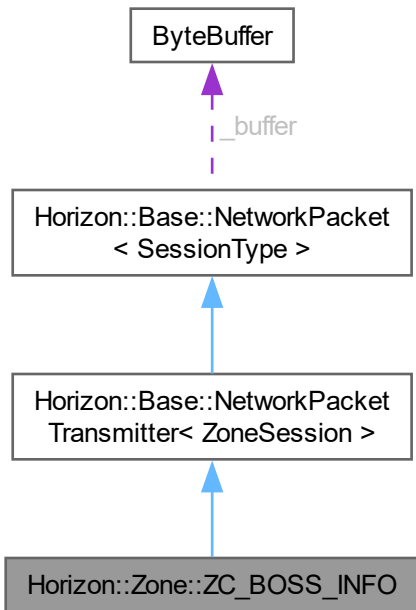 ByteBuffer
_buffer
Horizon::Base::NetworkPacket
< SessionType >
Horizon::Base::NetworkPacket
Transmitter< ZoneSession >
Horizon::Zone::ZC_BOSS_INFO